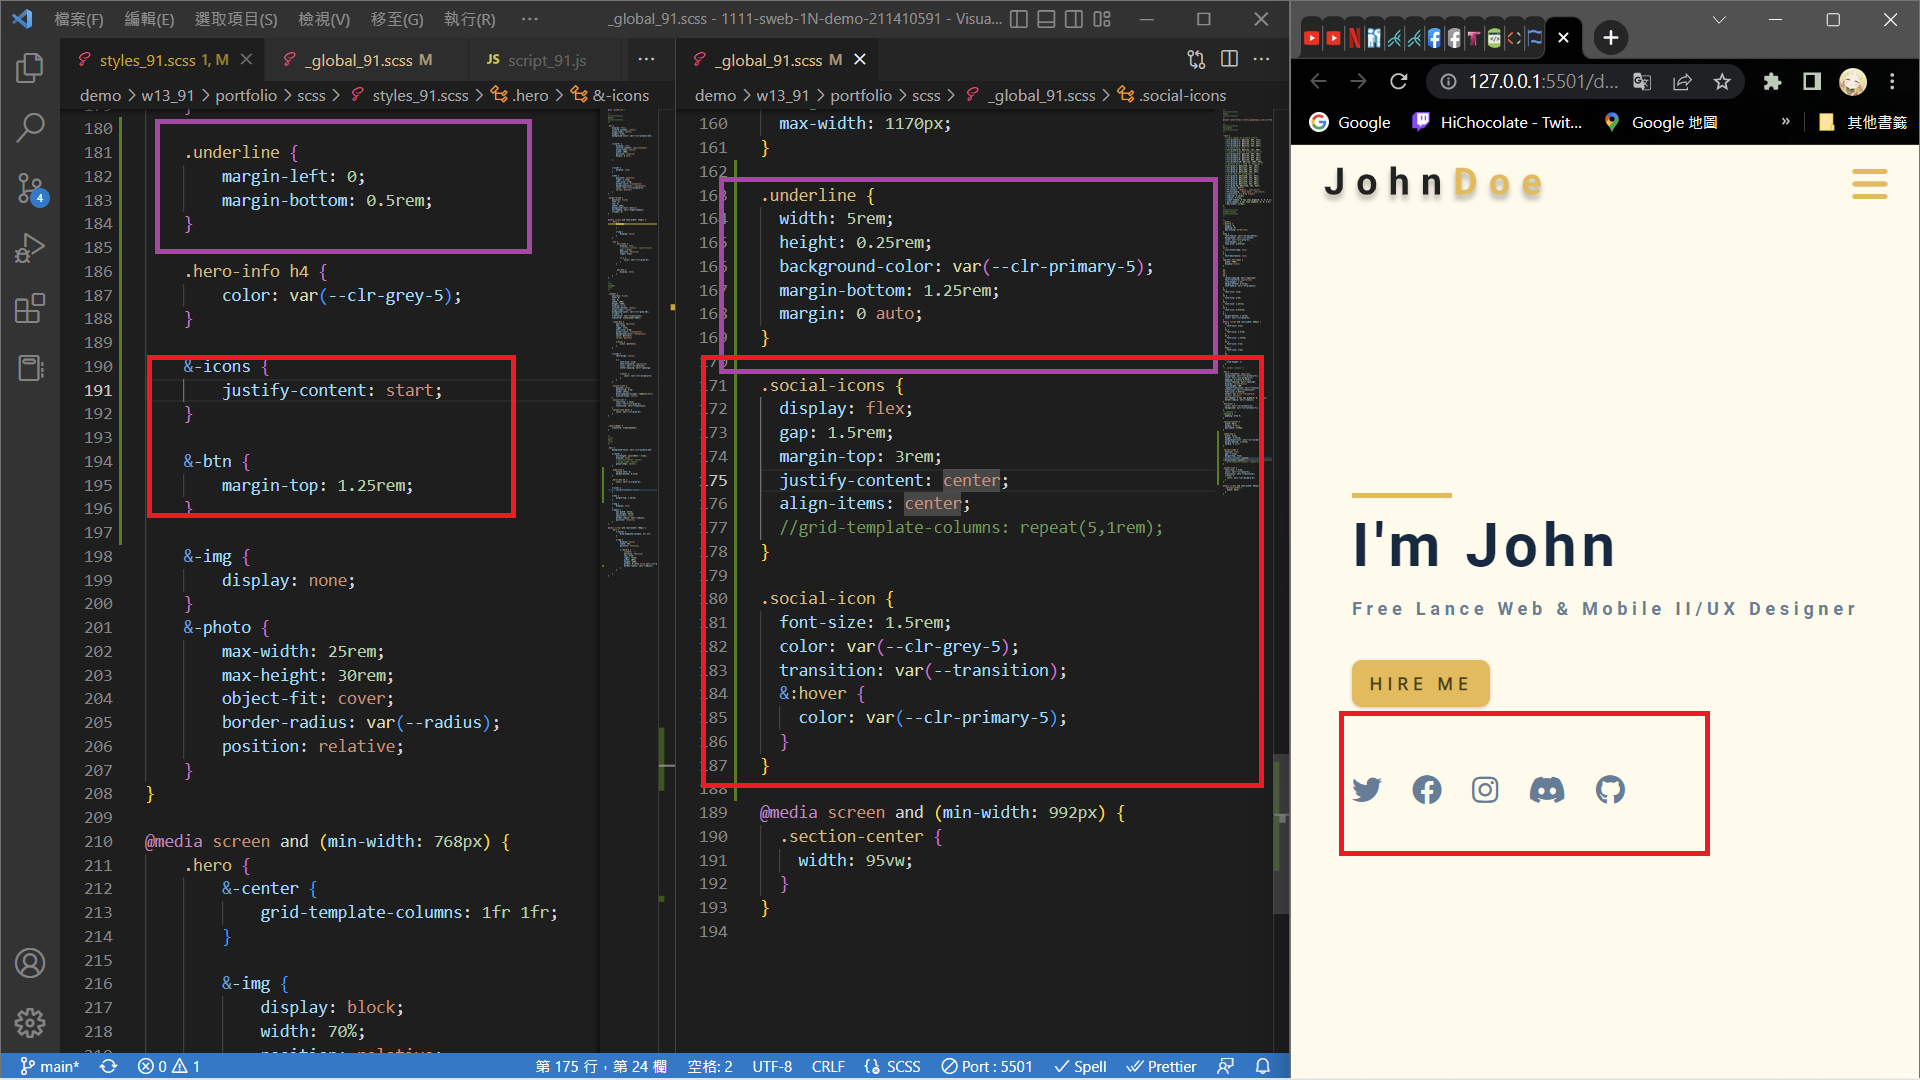 檔案(F) 編輯(E) 選取項目(S) 檢視(V) 移至(G) 執行(R) ··· _global_91.scss - 1111-sweb-1N-demo-211410591 - Visua...
styles_91.scss 1, M
_global_91.scss M
JS script_91.js
···
demo > w13_91 > portfolio > scss > styles_91.scss > .hero > &-icons
180
181 .underline {
182 margin-left: 0;
183 margin-bottom: 0.5rem;
184 }
185
186 .hero-info h4 {
187 color: var(--clr-grey-5);
188 }
189
190 &-icons {
191 justify-content: start;
192 }
193
194 &-btn {
195 margin-top: 1.25rem;
196 }
197
198 &-img {
199 display: none;
200 }
201 &-photo {
202 max-width: 25rem;
203 max-height: 30rem;
204 object-fit: cover;
205 border-radius: var(--radius);
206 position: relative;
207 }
208 }
209
210 @media screen and (min-width: 768px) {
211 .hero {
212 &-center {
213 grid-template-columns: 1fr 1fr;
214 }
215
216 &-img {
217 display: block;
218 width: 70%;
_global_91.scss M
···
demo > w13_91 > portfolio > scss > _global_91.scss > .social-icons
160 max-width: 1170px;
161 }
162
163 .underline {
164 width: 5rem;
165 height: 0.25rem;
166 background-color: var(--clr-primary-5);
167 margin-bottom: 1.25rem;
168 margin: 0 auto;
169 }
170
171 .social-icons {
172 display: flex;
173 gap: 1.5rem;
174 margin-top: 3rem;
175 justify-content: center;
176 align-items: center;
177 //grid-template-columns: repeat(5,1rem);
178 }
179
180 .social-icon {
181 font-size: 1.5rem;
182 color: var(--clr-grey-5);
183 transition: var(--transition);
184 &:hover {
185 color: var(--clr-primary-5);
186 }
187 }
188
189 @media screen and (min-width: 992px) {
190 .section-center {
191 width: 95vw;
192 }
193 }
194
4
main* 0 1 第 175 行，第 24 欄 空格: 2 UTF-8 CRLF {} SCSS Port : 5501 Spell Prettier
127.0.0.1:5501/d...
Google
HiChocolate - Twit...
Google 地圖
»
其他書籤
JohnDoe
I'm John
Free Lance Web & Mobile II/UX Designer
HIRE ME